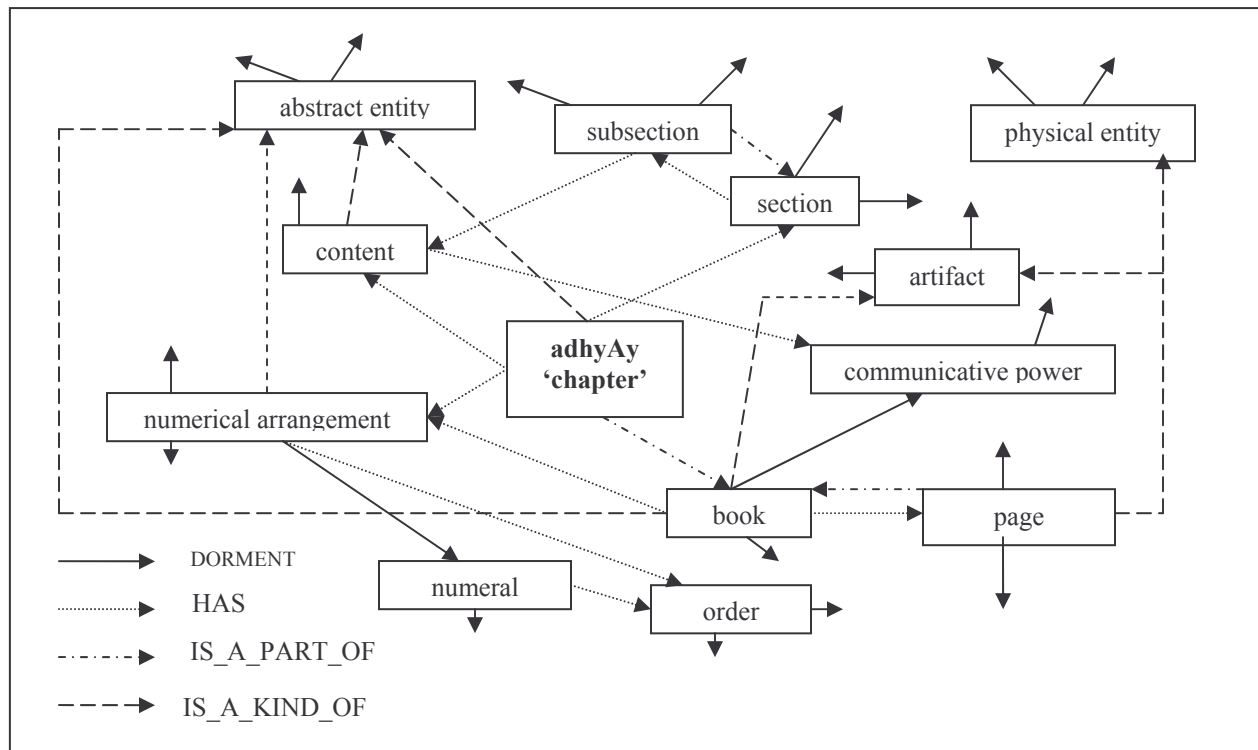 abstract entity
subsection
physical entity
section
content
artifact
adhyAy
‘chapter’
communicative power
numerical arrangement
book
page
DORMENT
numeral
order
HAS
IS_A_PART_OF
IS_A_KIND_OF